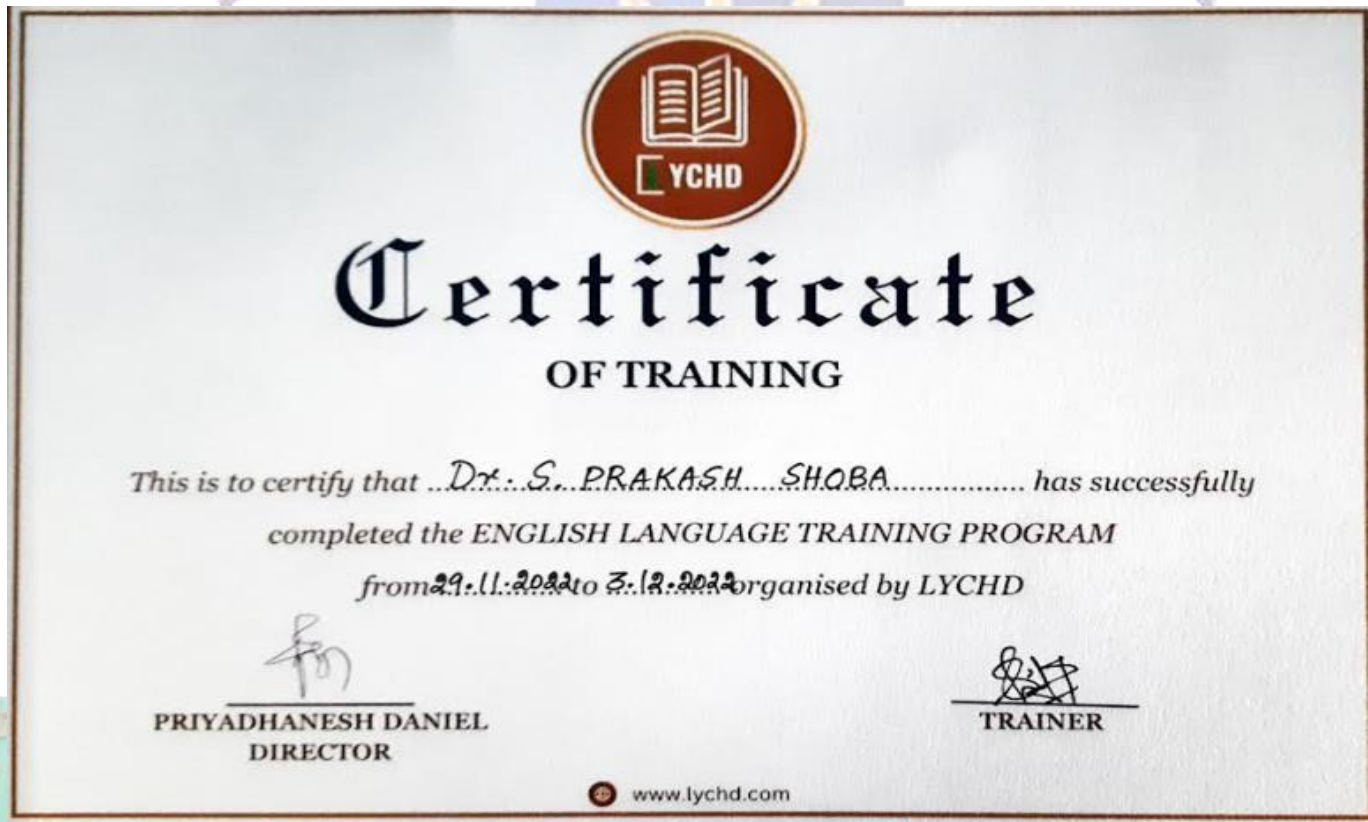 LYCHD
Certificate
OF TRAINING
This is to certify that Dr. S. PRAKASH SHOBA has successfully
completed the ENGLISH LANGUAGE TRAINING PROGRAM
from 29.11.2022 to 3.12.2022 organised by LYCHD
PRIYADHANESH DANIEL
DIRECTOR
TRAINER
www.lychd.com